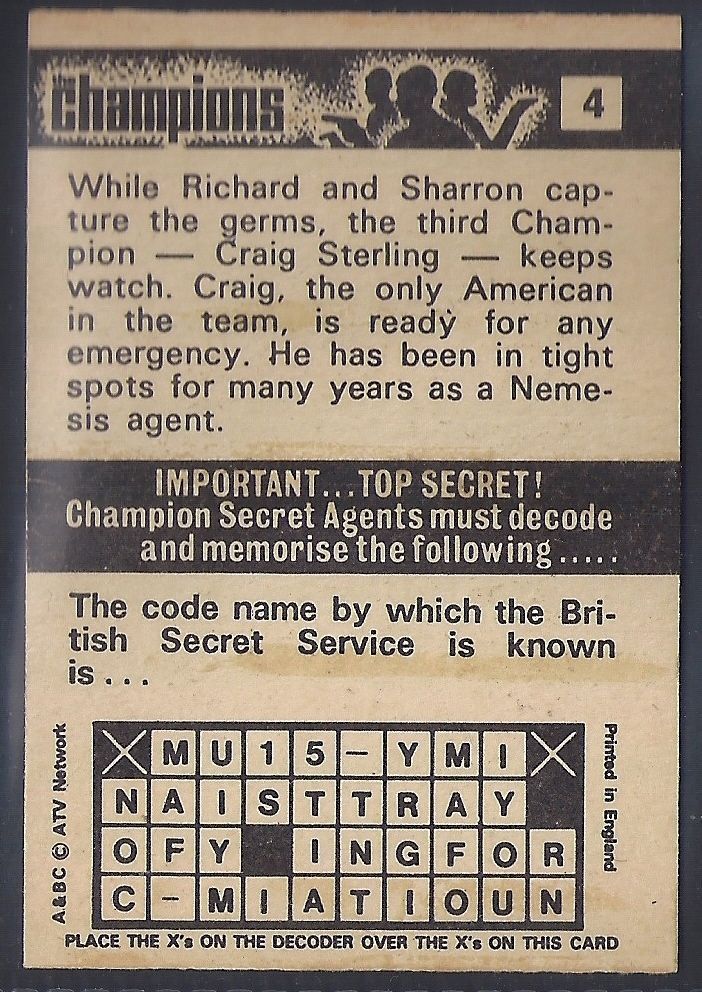 the champions
4
While Richard and Sharron cap-
ture the germs, the third Cham-
pion — Craig Sterling — keeps
watch. Craig, the only American
in the team, is ready for any
emergency. He has been in tight
spots for many years as a Neme-
sis agent.
IMPORTANT...TOP SECRET!
Champion Secret Agents must decode
and memorise the following.....
The code name by which the Bri-
tish Secret Service is known
is...
X M U 1 5 – Y M I X
N A I S T T R A Y
O F Y I N G F O R
C – M I A T I O U N
A&BC © ATV Network
Printed in England
PLACE THE X's ON THE DECODER OVER THE X's ON THIS CARD